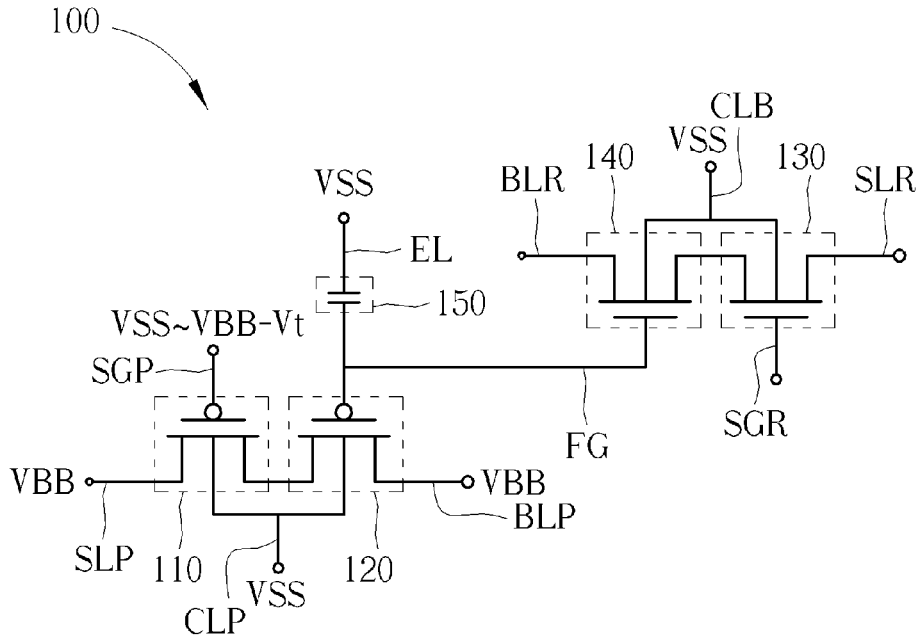 100
CLB
VSS
140
130
BLR
SLR
VSS
EL
150
VSS~VBB-Vt
SGP
FG
SGR
VBB
VBB
BLP
SLP
110
CLP
VSS
120